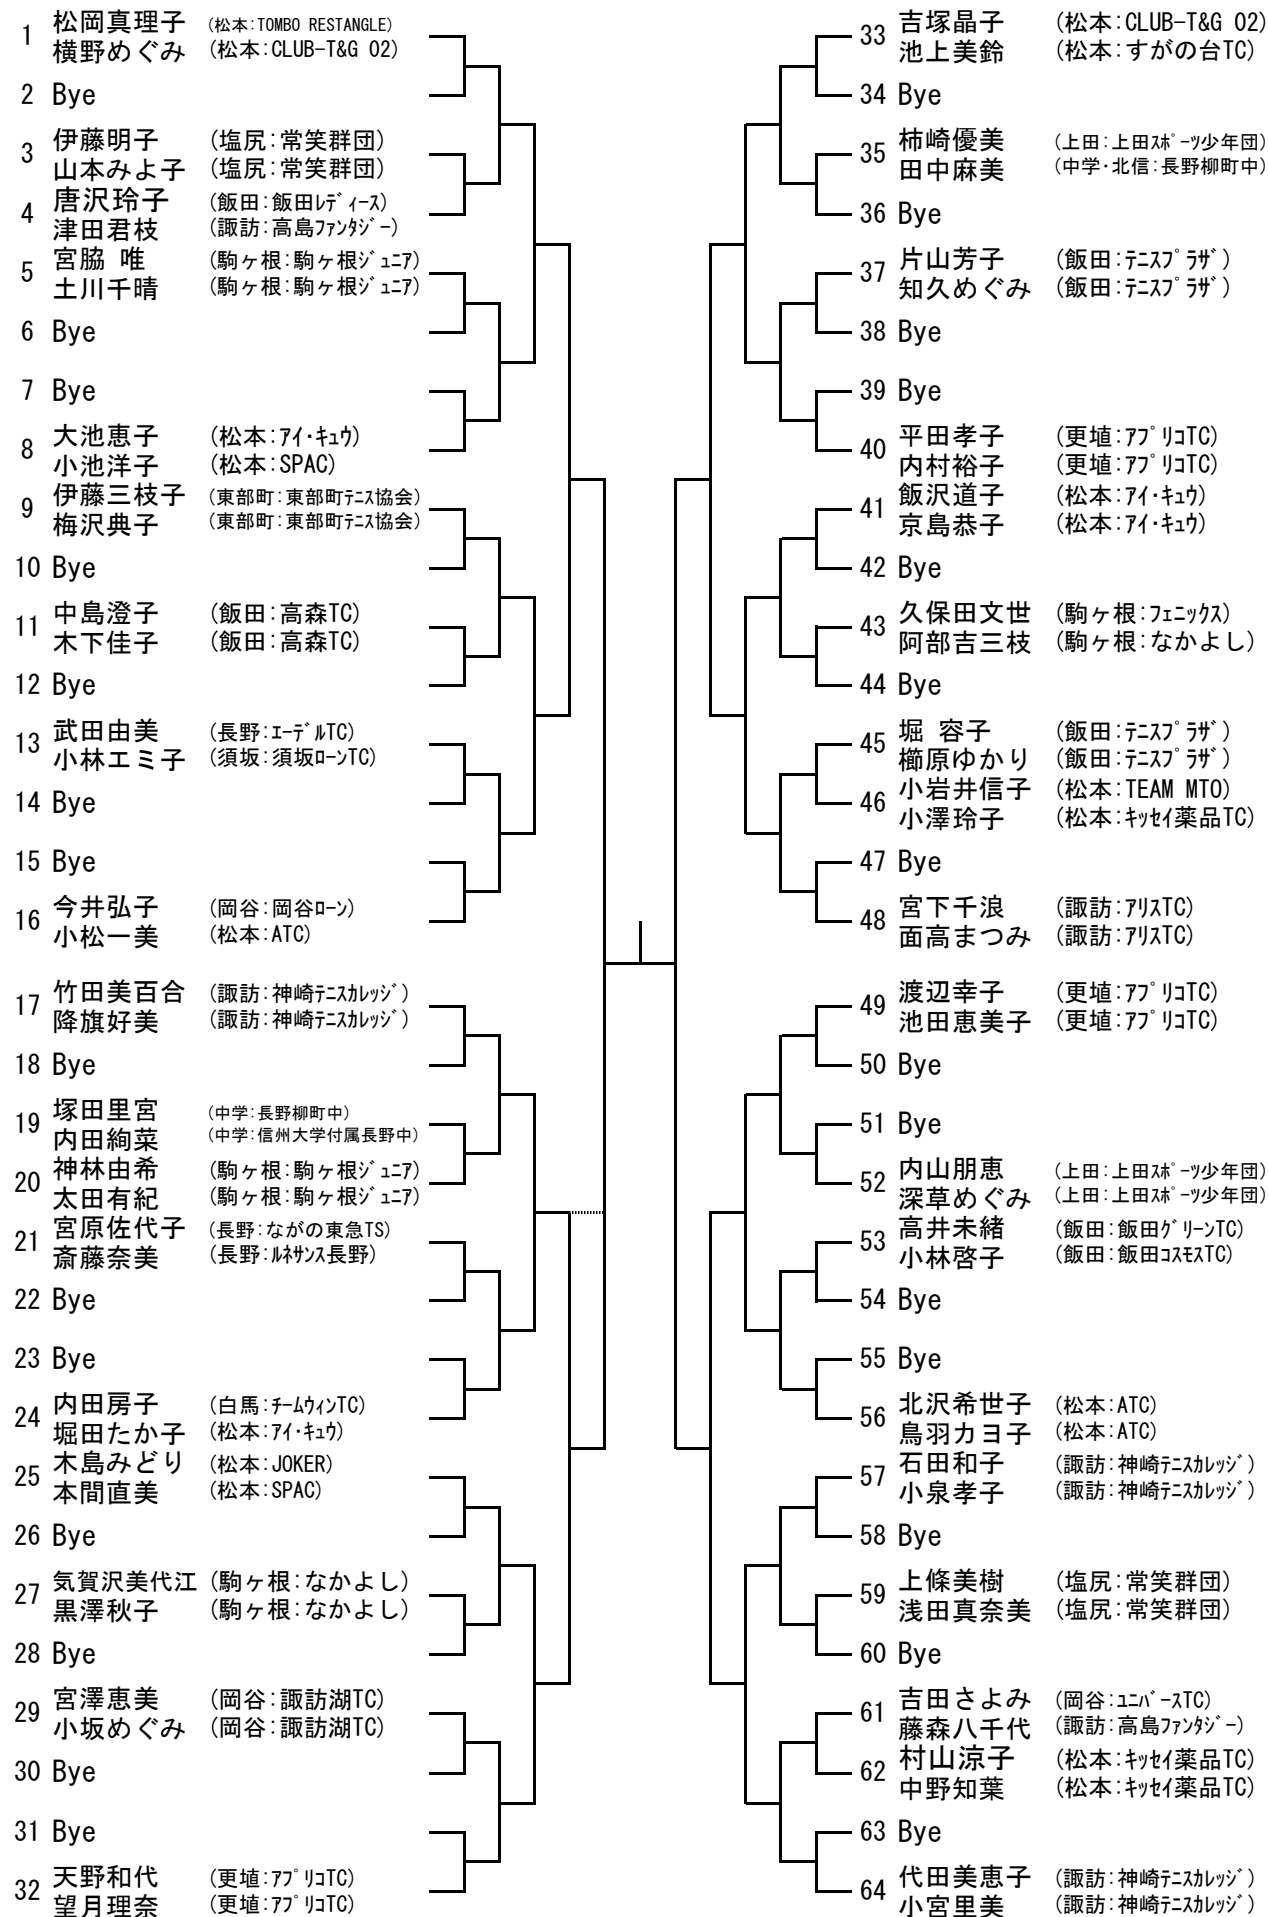 1 松岡真理子 (松本:TOMBO RESTANGLE)
横野めぐみ (松本:CLUB-T&G 02)
2 Bye
3 伊藤明子 (塩尻:常笑群団)
山本みよ子 (塩尻:常笑群団)
4 唐沢玲子 (飯田:飯田ﾚﾃﾞｨｰｽ)
津田君枝 (諏訪:高島ﾌｧﾝﾀｼﾞｰ)
5 宮脇 唯 (駒ヶ根:駒ヶ根ｼﾞｭﾆｱ)
土川千晴 (駒ヶ根:駒ヶ根ｼﾞｭﾆｱ)
6 Bye
7 Bye
8 大池恵子 (松本:ｱｲ･ｷｭｳ)
小池洋子 (松本:SPAC)
9 伊藤三枝子 (東部町:東部町ﾃﾆｽ協会)
梅沢典子 (東部町:東部町ﾃﾆｽ協会)
10 Bye
11 中島澄子 (飯田:高森TC)
木下佳子 (飯田:高森TC)
12 Bye
13 武田由美 (長野:ｴｰﾃﾞﾙTC)
小林エミ子 (須坂:須坂ﾛｰﾝTC)
14 Bye
15 Bye
16 今井弘子 (岡谷:岡谷ﾛｰﾝ)
小松一美 (松本:ATC)
17 竹田美百合 (諏訪:神崎ﾃﾆｽｶﾚｯｼﾞ)
降旗好美 (諏訪:神崎ﾃﾆｽｶﾚｯｼﾞ)
18 Bye
19 塚田里宮 (中学:長野柳町中)
内田絢菜 (中学:信州大学付属長野中)
20 神林由希 (駒ヶ根:駒ヶ根ｼﾞｭﾆｱ)
太田有紀 (駒ヶ根:駒ヶ根ｼﾞｭﾆｱ)
21 宮原佐代子 (長野:ながの東急TS)
斎藤奈美 (長野:ﾙﾈｻﾝｽ長野)
22 Bye
23 Bye
24 内田房子 (白馬:ﾁｰﾑｳｨﾝTC)
堀田たか子 (松本:ｱｲ･ｷｭｳ)
25 木島みどり (松本:JOKER)
本間直美 (松本:SPAC)
26 Bye
27 気賀沢美代江 (駒ヶ根:なかよし)
黒澤秋子 (駒ヶ根:なかよし)
28 Bye
29 宮澤恵美 (岡谷:諏訪湖TC)
小坂めぐみ (岡谷:諏訪湖TC)
30 Bye
31 Bye
32 天野和代 (更埴:ｱﾌﾟﾘｺTC)
望月理奈 (更埴:ｱﾌﾟﾘｺTC)
33 吉塚晶子 (松本:CLUB-T&G 02)
池上美鈴 (松本:すがの台TC)
34 Bye
35 柿崎優美 (上田:上田ｽﾎﾟｰﾂ少年団)
田中麻美 (中学･北信:長野柳町中)
36 Bye
37 片山芳子 (飯田:ﾃﾆｽﾌﾟﾗｻﾞ)
知久めぐみ (飯田:ﾃﾆｽﾌﾟﾗｻﾞ)
38 Bye
39 Bye
40 平田孝子 (更埴:ｱﾌﾟﾘｺTC)
内村裕子 (更埴:ｱﾌﾟﾘｺTC)
41 飯沢道子 (松本:ｱｲ･ｷｭｳ)
京島恭子 (松本:ｱｲ･ｷｭｳ)
42 Bye
43 久保田文世 (駒ヶ根:ﾌｪﾆｯｸｽ)
阿部吉三枝 (駒ヶ根:なかよし)
44 Bye
45 堀 容子 (飯田:ﾃﾆｽﾌﾟﾗｻﾞ)
櫛原ゆかり (飯田:ﾃﾆｽﾌﾟﾗｻﾞ)
46 小岩井信子 (松本:TEAM MTO)
小澤玲子 (松本:ｷｯｾｲ薬品TC)
47 Bye
48 宮下千浪 (諏訪:ｱﾘｽTC)
面高まつみ (諏訪:ｱﾘｽTC)
49 渡辺幸子 (更埴:ｱﾌﾟﾘｺTC)
池田恵美子 (更埴:ｱﾌﾟﾘｺTC)
50 Bye
51 Bye
52 内山朋恵 (上田:上田ｽﾎﾟｰﾂ少年団)
深草めぐみ (上田:上田ｽﾎﾟｰﾂ少年団)
53 高井未緒 (飯田:飯田ｸﾞﾘｰﾝTC)
小林啓子 (飯田:飯田ｺｽﾓｽTC)
54 Bye
55 Bye
56 北沢希世子 (松本:ATC)
鳥羽カヨ子 (松本:ATC)
57 石田和子 (諏訪:神崎ﾃﾆｽｶﾚｯｼﾞ)
小泉孝子 (諏訪:神崎ﾃﾆｽｶﾚｯｼﾞ)
58 Bye
59 上條美樹 (塩尻:常笑群団)
浅田真奈美 (塩尻:常笑群団)
60 Bye
61 吉田さよみ (岡谷:ﾕﾆﾊﾞｰｽTC)
藤森八千代 (諏訪:高島ﾌｧﾝﾀｼﾞｰ)
62 村山涼子 (松本:ｷｯｾｲ薬品TC)
中野知葉 (松本:ｷｯｾｲ薬品TC)
63 Bye
64 代田美恵子 (諏訪:神崎ﾃﾆｽｶﾚｯｼﾞ)
小宮里美 (諏訪:神崎ﾃﾆｽｶﾚｯｼﾞ)